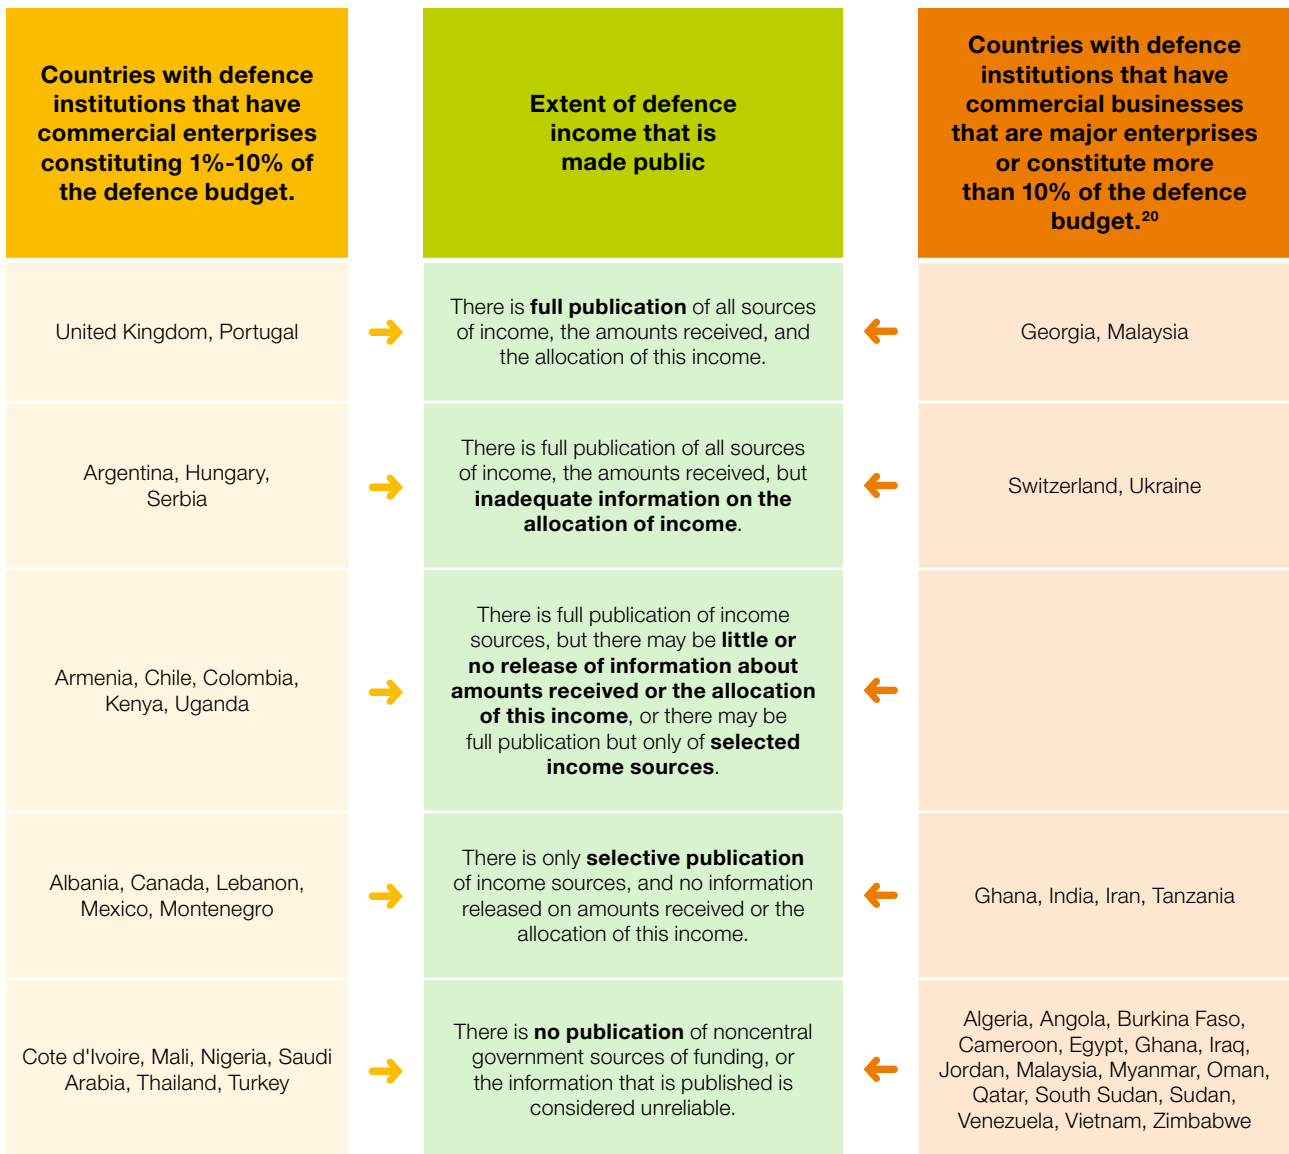 Countries with defence
institutions that have
commercial enterprises
constituting 1%-10% of
the defence budget.
Extent of defence
income that is
made public
Countries with defence
institutions that have
commercial businesses
that are major enterprises
or constitute more
than 10% of the defence
budget.20
United Kingdom, Portugal
There is full publication of all sources
of income, the amounts received, and
the allocation of this income.
Georgia, Malaysia
Argentina, Hungary,
Serbia
There is full publication of all sources
of income, the amounts received, but
inadequate information on the
allocation of income.
Switzerland, Ukraine
Armenia, Chile, Colombia,
Kenya, Uganda
There is full publication of income
sources, but there may be little or
no release of information about
amounts received or the allocation
of this income, or there may be
full publication but only of selected
income sources.
Albania, Canada, Lebanon,
Mexico, Montenegro
There is only selective publication
of income sources, and no information
released on amounts received or the
allocation of this income.
Ghana, India, Iran, Tanzania
Cote d'Ivoire, Mali, Nigeria, Saudi
Arabia, Thailand, Turkey
There is no publication of noncentral
government sources of funding, or
the information that is published is
considered unreliable.
Algeria, Angola, Burkina Faso,
Cameroon, Egypt, Ghana, Iraq,
Jordan, Malaysia, Myanmar, Oman,
Qatar, South Sudan, Sudan,
Venezuela, Vietnam, Zimbabwe